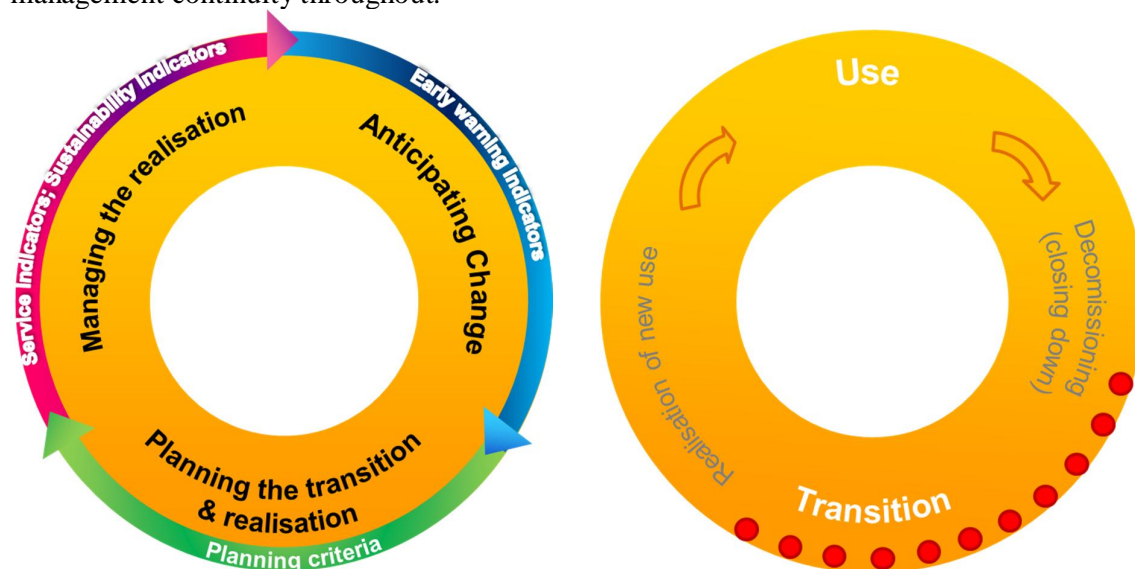 management continuity throughout.
Service Indicators; Sustainability Indicators
Early warning Indicators
Managing the realisation
Anticipating Change
Planning the transition
& realisation
Planning criteria
Use
Decomissioning
(closing down)
Realisation of new use
Transition